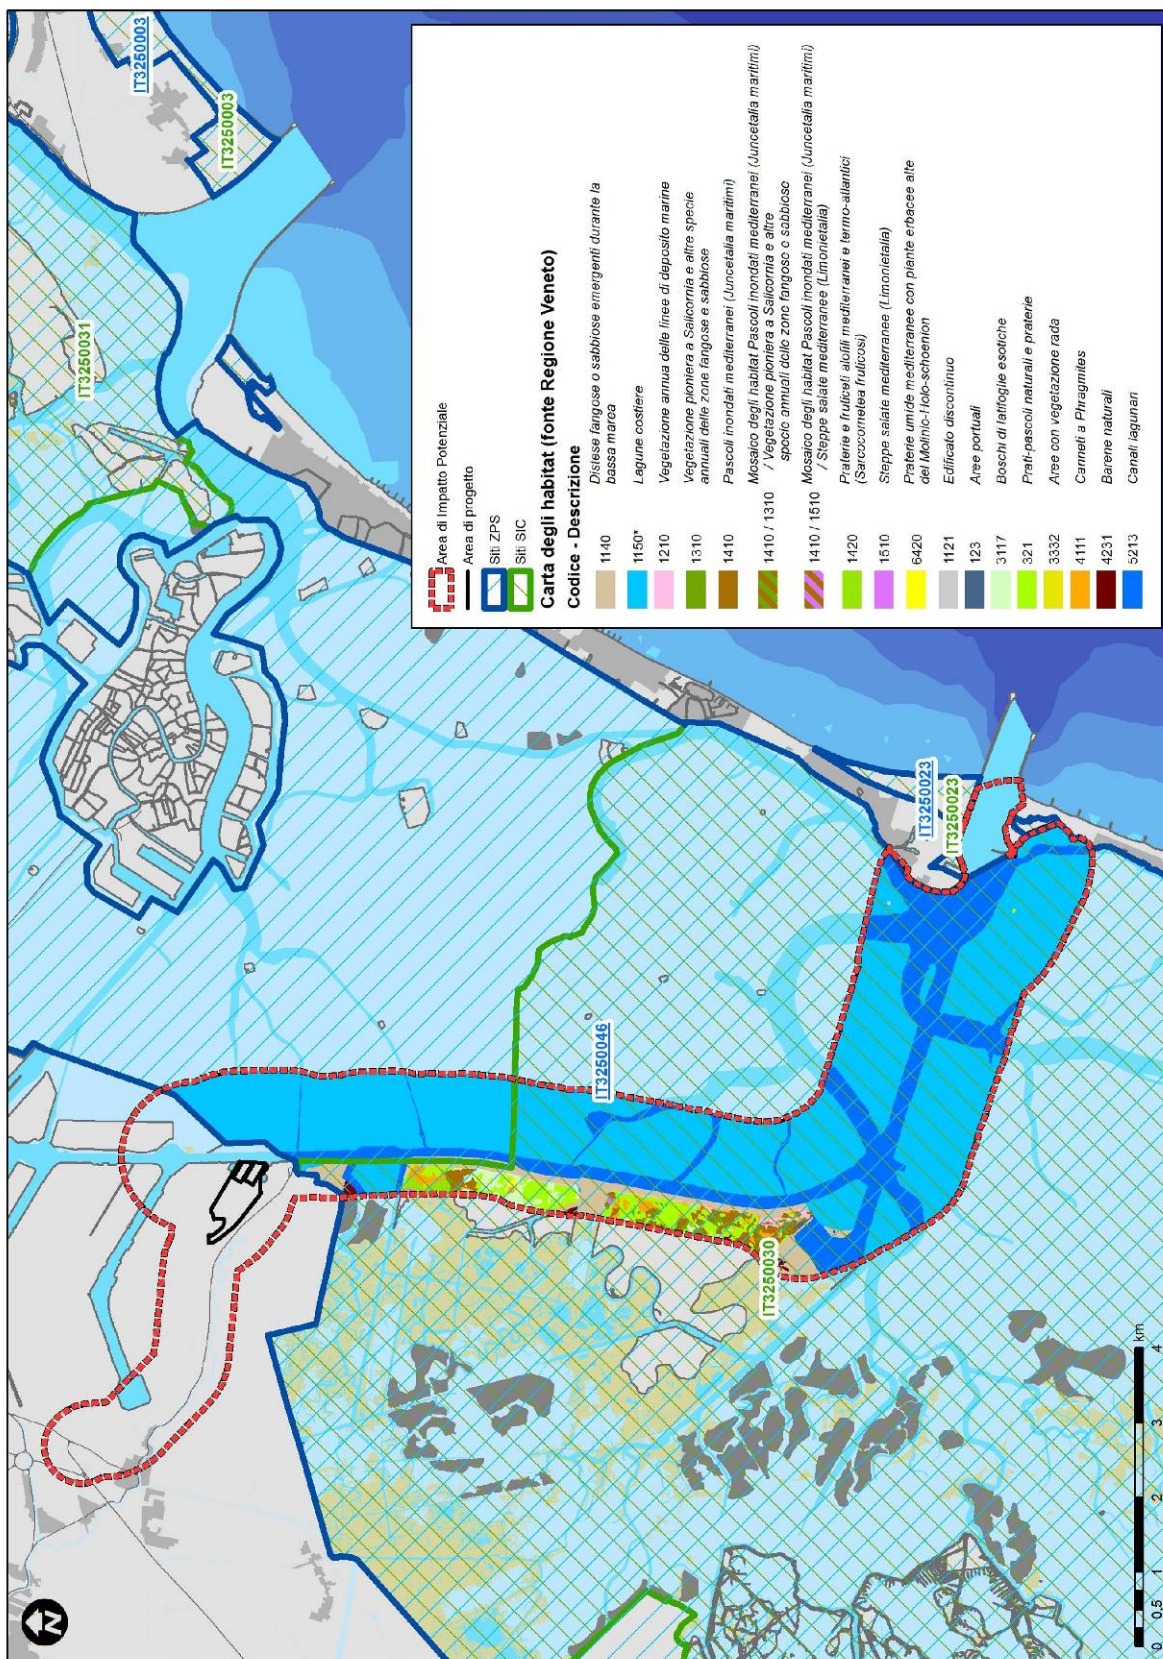 IT3250003
IT3250003
IT3250031
IT3250046
IT3250030
IT3250023
IT3250023
Area di Impatto Potenziale
Area di progetto
Siti ZPS
Siti SIC
Carta degli habitat (fonte Regione Veneto)
Codice - Descrizione
1140 Distese fangose o sabbiose emergenti durante la
bassa marea
1150* Lagune costiere
1210 Vegetazione annua delle linee di deposito marine
1310 Vegetazione pioniera a Salicornia e altre specie
annuali delle zone fangose e sabbiose
1410 Pascoli inondati mediterranei (Juncetalia maritimi)
1410 / 1310 Mosaico degli habitat Pascoli inondati mediterranei (Juncetalia maritimi)
/ Vegetazione pioniera a Salicornia e altre
specie annuali delle zone fangose e sabbiose
1410 / 1510 Mosaico degli habitat Pascoli inondati mediterranei (Juncetalia maritimi)
/ Steppe salate mediterranee (Limonietalia)
1420 Praterie e fruticeti alofili mediterranei e termo-atlantici
(Sarcocornetea fruticosi)
1510 Steppe salate mediterranee (Limonietalia)
6420 Praterie umide mediterranee con piante erbacee alte
del Molinio-Holo-schoenion
1121 Edificato discontinuo
123 Aree portuali
3117 Boschi di latifoglie esotiche
321 Prati-pascoli naturali e praterie
3332 Aree con vegetazione rada
4111 Canneti a Phragmites
4231 Barene naturali
5213 Canali lagunari
N
0 0,5 1 2 3 4
km